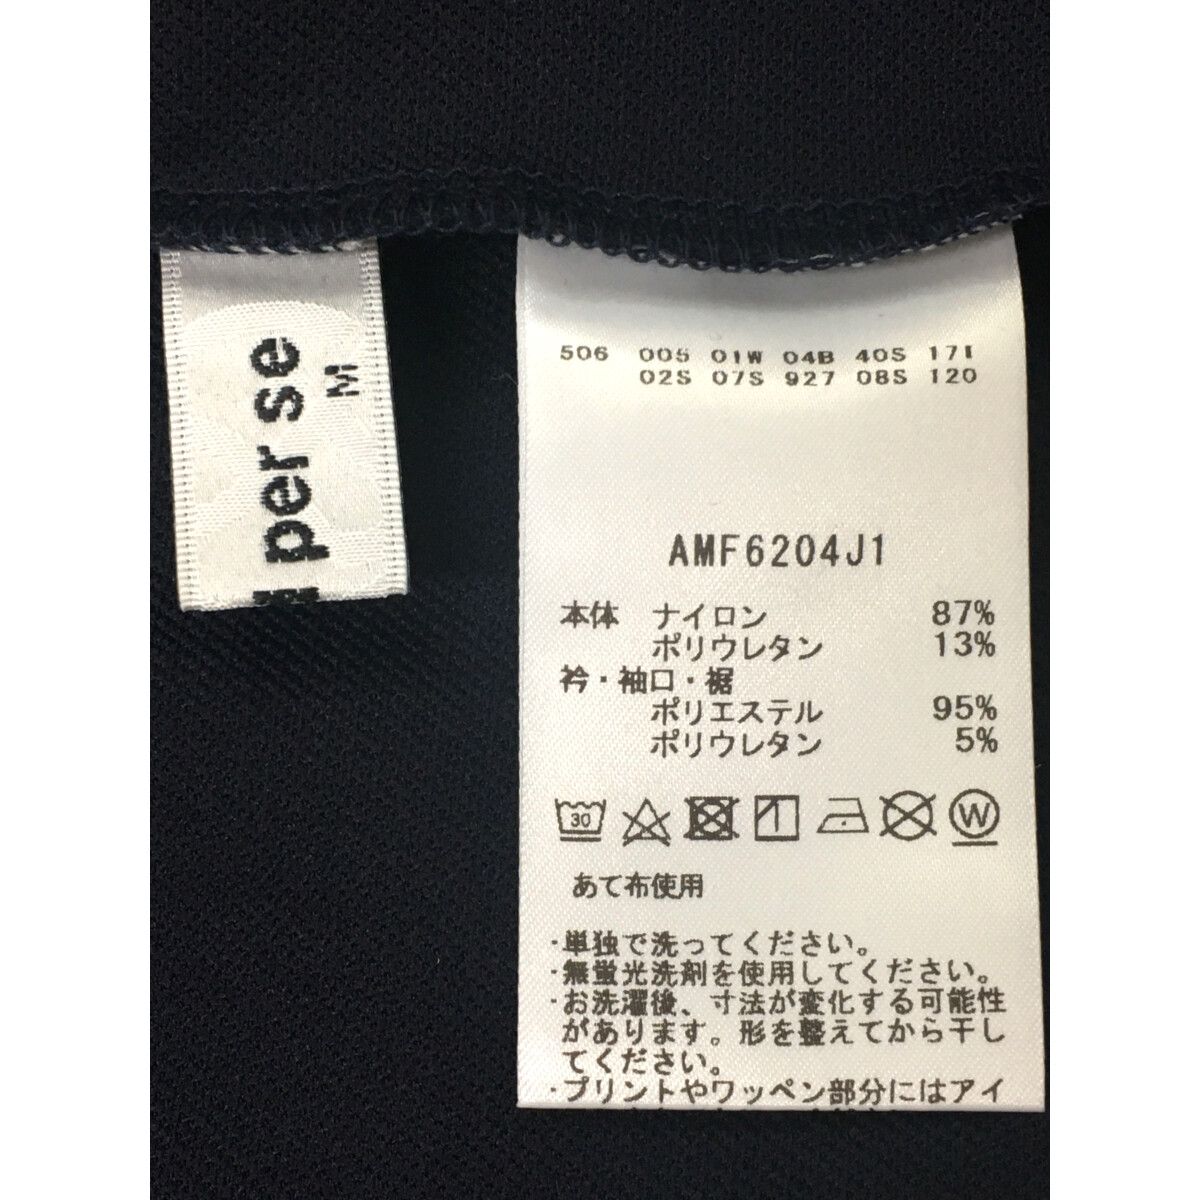 per se
M
506 005 01W 04B 40S 17I
02S 07S 927 08S 120
AMF6204J1
本体 ナイロン 87%
ポリウレタン 13%
衿・袖口・裾
ポリエステル 95%
ポリウレタン 5%
30
W
あて布使用
・単独で洗ってください。
・無蛍光洗剤を使用してください。
・お洗濯後、寸法が変化する可能性
があります。形を整えてから干し
てください。
・プリントやワッペン部分にはアイ